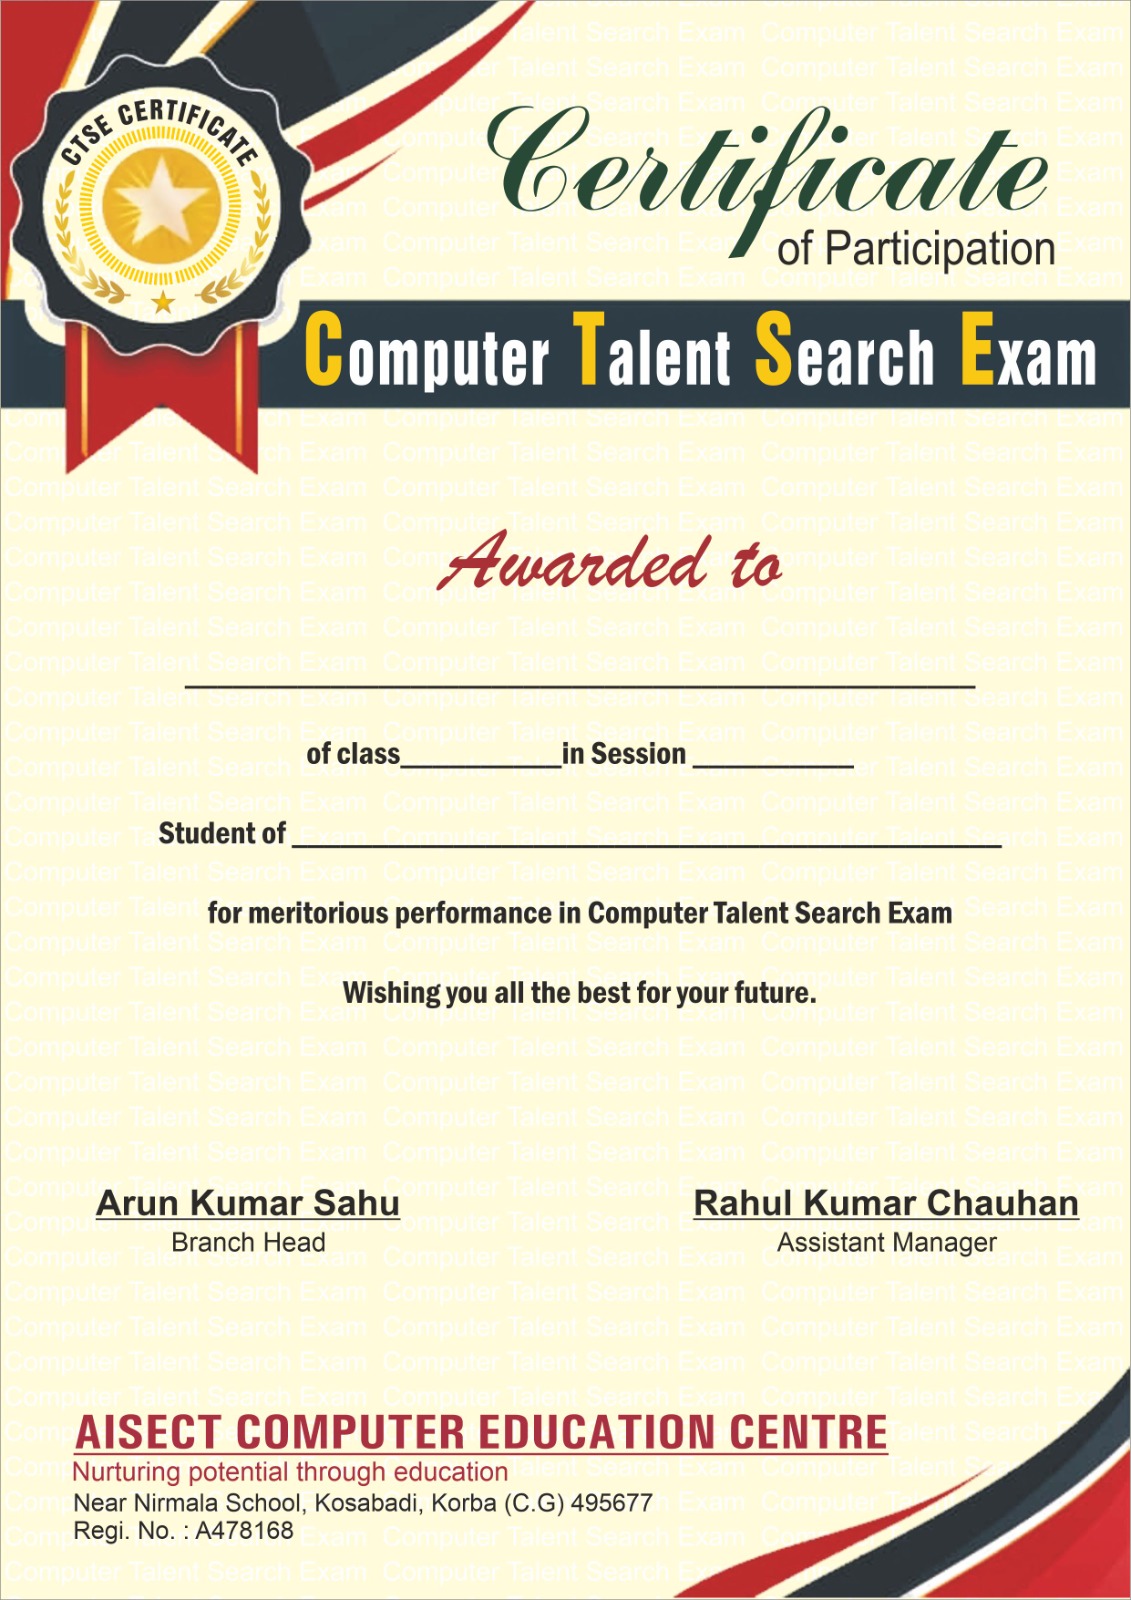 CTSE CERTIFICATE
Certificate
of Participation
Computer Talent Search Exam
Awarded to
of class__________in Session __________
Student of ____________________________________________
for meritorious performance in Computer Talent Search Exam
Wishing you all the best for your future.
Arun Kumar Sahu
Branch Head
Rahul Kumar Chauhan
Assistant Manager
AISECT COMPUTER EDUCATION CENTRE
Nurturing potential through education
Near Nirmala School, Kosabadi, Korba (C.G) 495677
Regi. No. : A478168